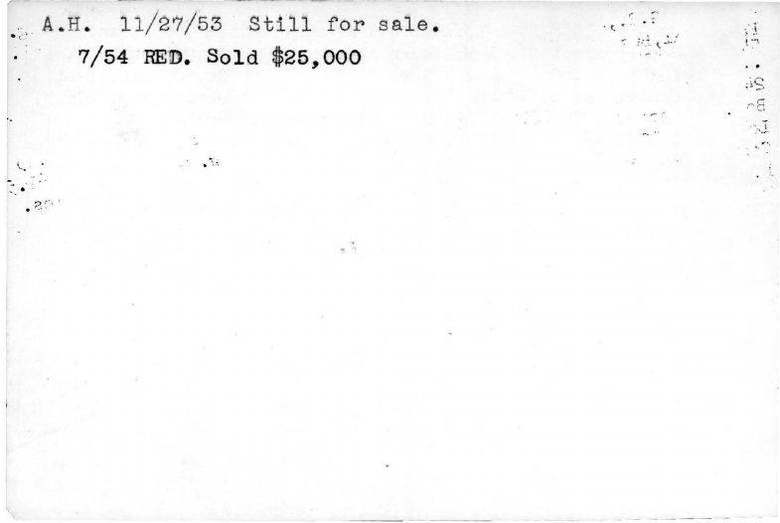 A.H. 11/27/53 Still for sale.
7/54 RED. Sold $25,000